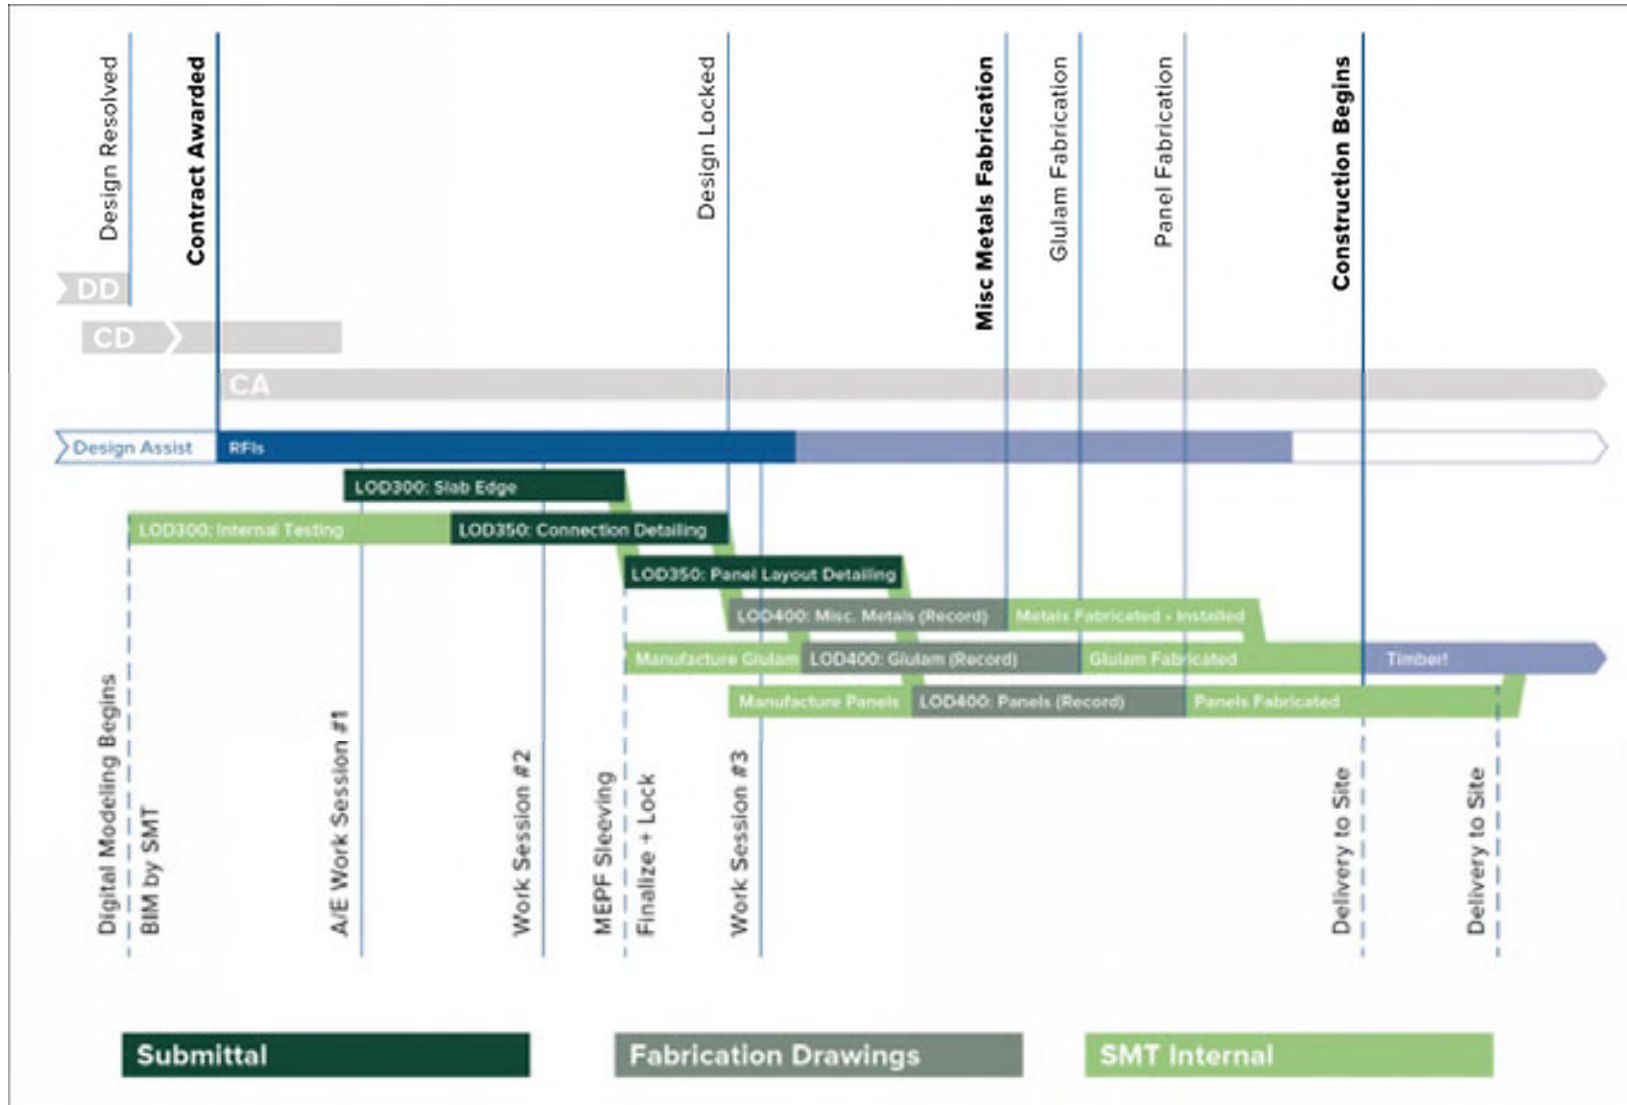 Design Resolved
Contract Awarded
Design Locked
Misc Metals Fabrication
Glulam Fabrication
Panel Fabrication
Construction Begins
DD
CD
CA
Design Assist
RFIs
LOD300: Slab Edge
LOD300: Internal Testing
LOD350: Connection Detailing
LOD350: Panel Layout Detailing
LOD400: Misc. Metals (Record)
Metals Fabricated + Installed
Manufacture Glulam
LOD400: Glulam (Record)
Glulam Fabricated
Timber!
Manufacture Panels
LOD400: Panels (Record)
Panels Fabricated
Digital Modeling Begins
BIM by SMT
A/E Work Session #1
Work Session #2
MEPF Sleeving
Finalize + Lock
Work Session #3
Delivery to Site
Delivery to Site
Submittal
Fabrication Drawings
SMT Internal